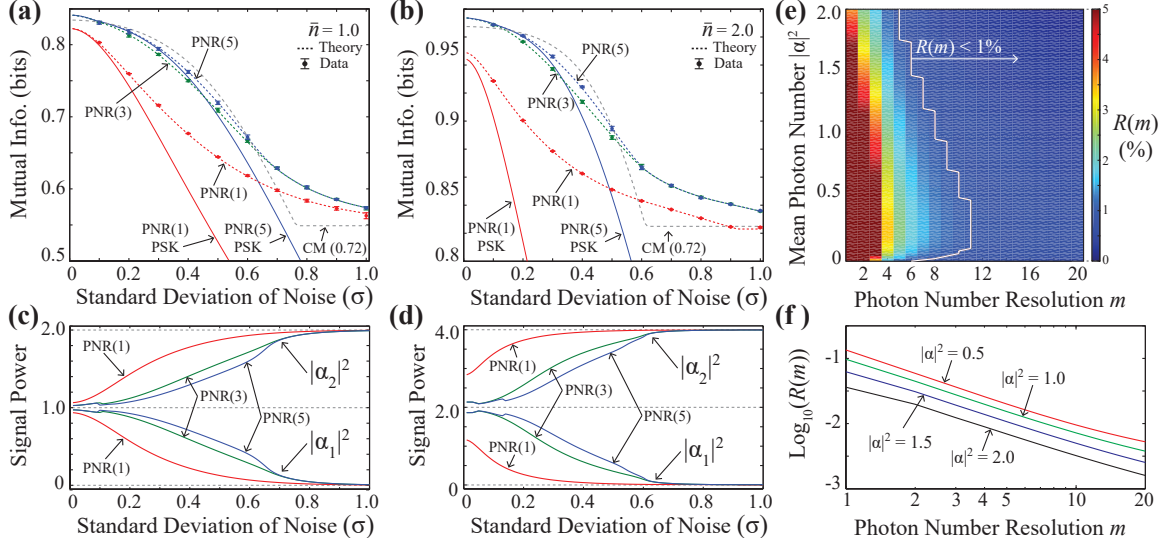 (a)
n̄ = 1.0
Theory
Data
PNR(5)
PNR(3)
PNR(1)
PNR(1)
PSK
PNR(5)
PSK
CM (0.72)
Mutual Info. (bits)
0.8
0.7
0.6
0.5
0.0 0.2 0.4 0.6 0.8 1.0
Standard Deviation of Noise (σ)
(b)
n̄ = 2.0
Theory
Data
PNR(5)
PNR(3)
PNR(1)
PNR(1)
PSK
PNR(5)
PSK
CM (0.72)
Mutual Info. (bits)
0.95
0.9
0.85
0.8
0.0 0.2 0.4 0.6 0.8 1.0
Standard Deviation of Noise (σ)
(c)
PNR(1)
PNR(3)
PNR(5)
PNR(1)
|α₂|²
|α₁|²
Signal Power
2.0
1.0
0
0.0 0.2 0.4 0.6 0.8 1.0
Standard Deviation of Noise (σ)
(d)
PNR(1)
PNR(3)
PNR(5)
PNR(1)
|α₂|²
|α₁|²
Signal Power
4.0
2.0
0
0.0 0.2 0.4 0.6 0.8 1.0
Standard Deviation of Noise (σ)
(e)
R(m) < 1%
Mean Photon Number |α|²
2.0
1.5
1.0
0.5
0
2 4 6 8 12 16 20
Photon Number Resolution m
5
4
3
2
1
0
R(m)
(%)
(f)
|α|² = 0.5
|α|² = 1.0
|α|² = 1.5
|α|² = 2.0
Log₁₀(R(m))
-1
-2
-3
1 2 3 4 5 10 20
Photon Number Resolution m